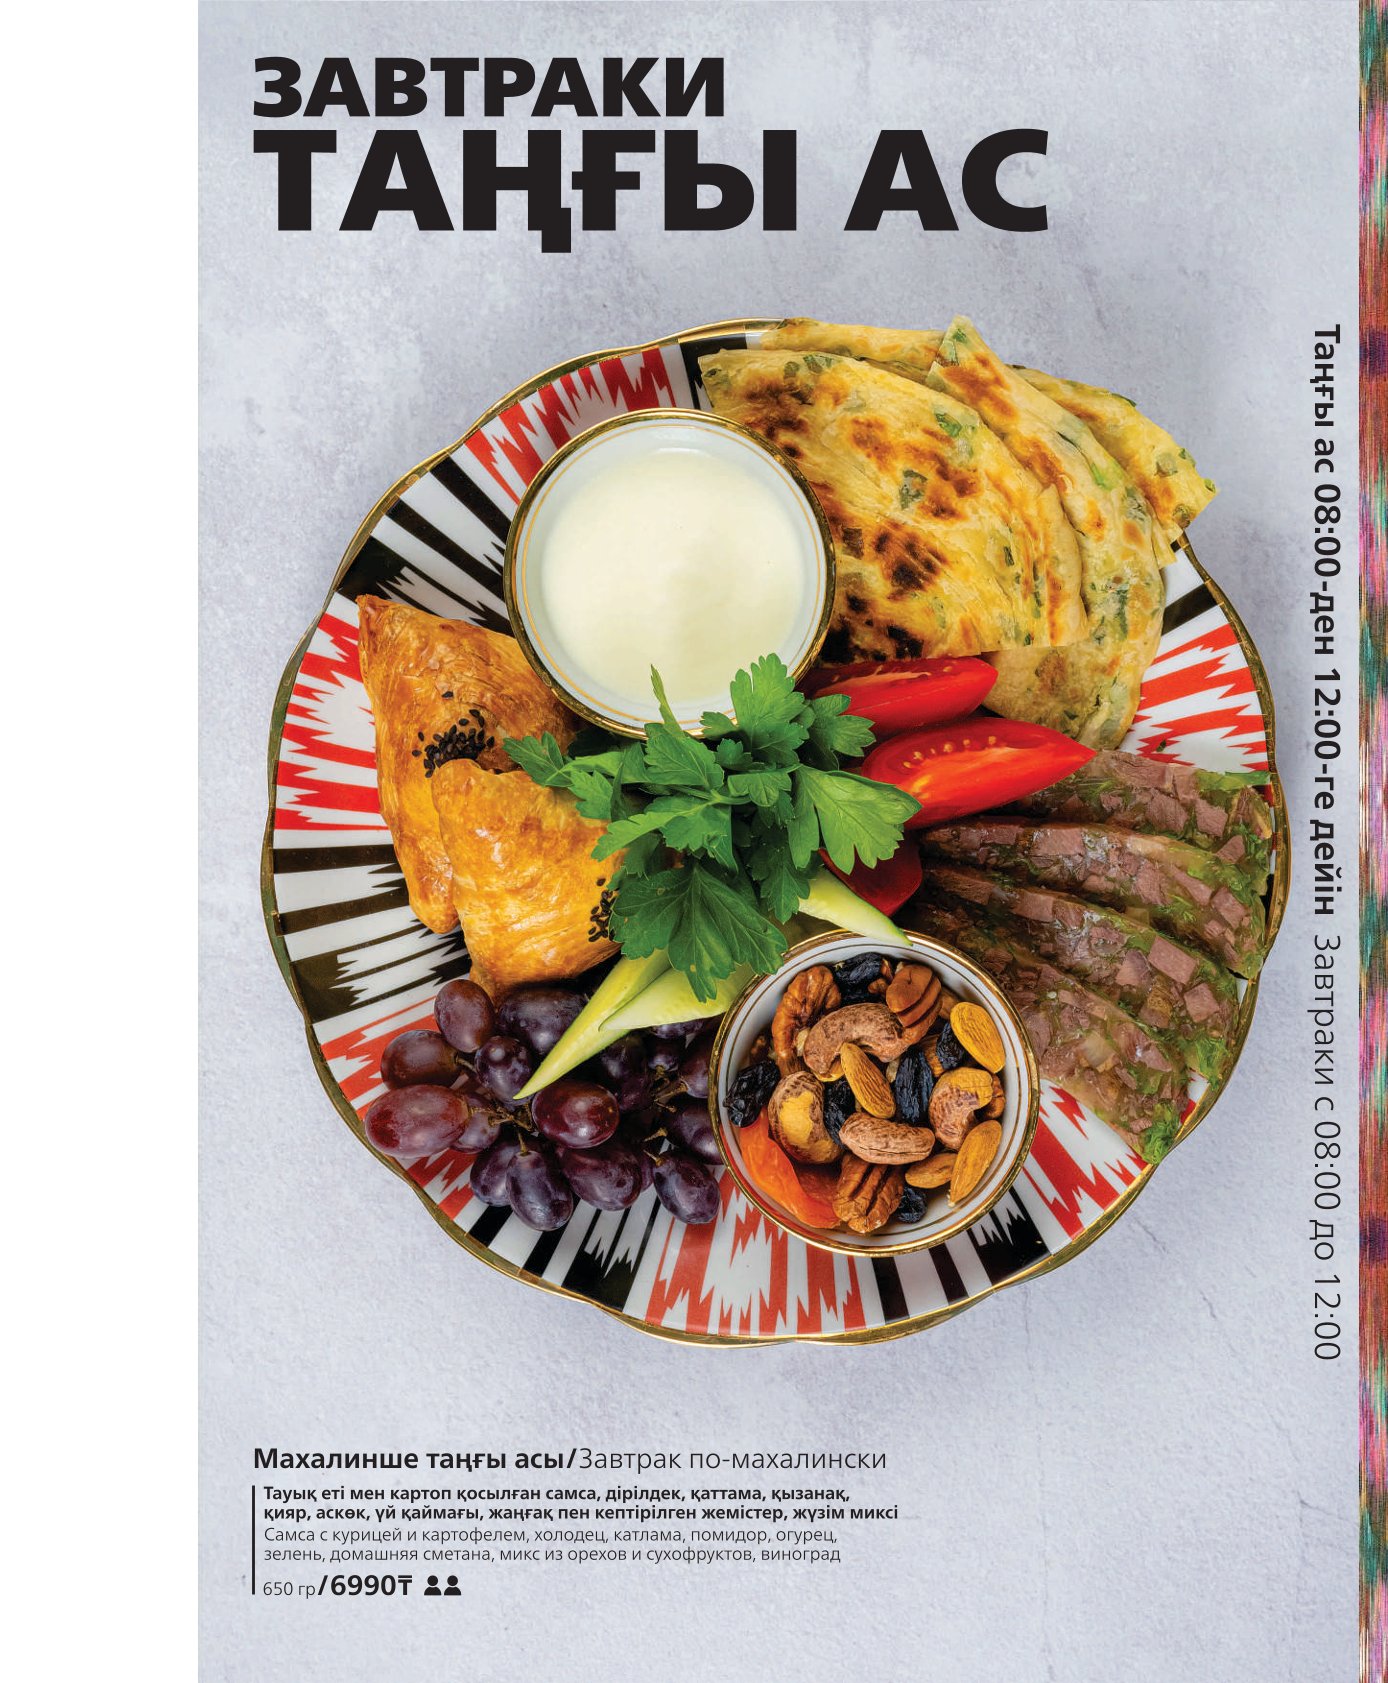 ЗАВТРАКИ
ТАҢҒЫ АС
Таңғы ас 08:00-ден 12:00-ге дейін Завтраки с 08:00 до 12:00
Махалинше таңғы асы/Завтрак по-махалински
Тауық еті мен картоп қосылған самса, дірілдек, қаттама, қызанақ,
қияр, аскөк, үй қаймағы, жаңғақ пен кептірілген жемістер, жүзім миксі
Самса с курицей и картофелем, холодец, катлама, помидор, огурец,
зелень, домашняя сметана, микс из орехов и сухофруктов, виноград
650 гр/6990₸